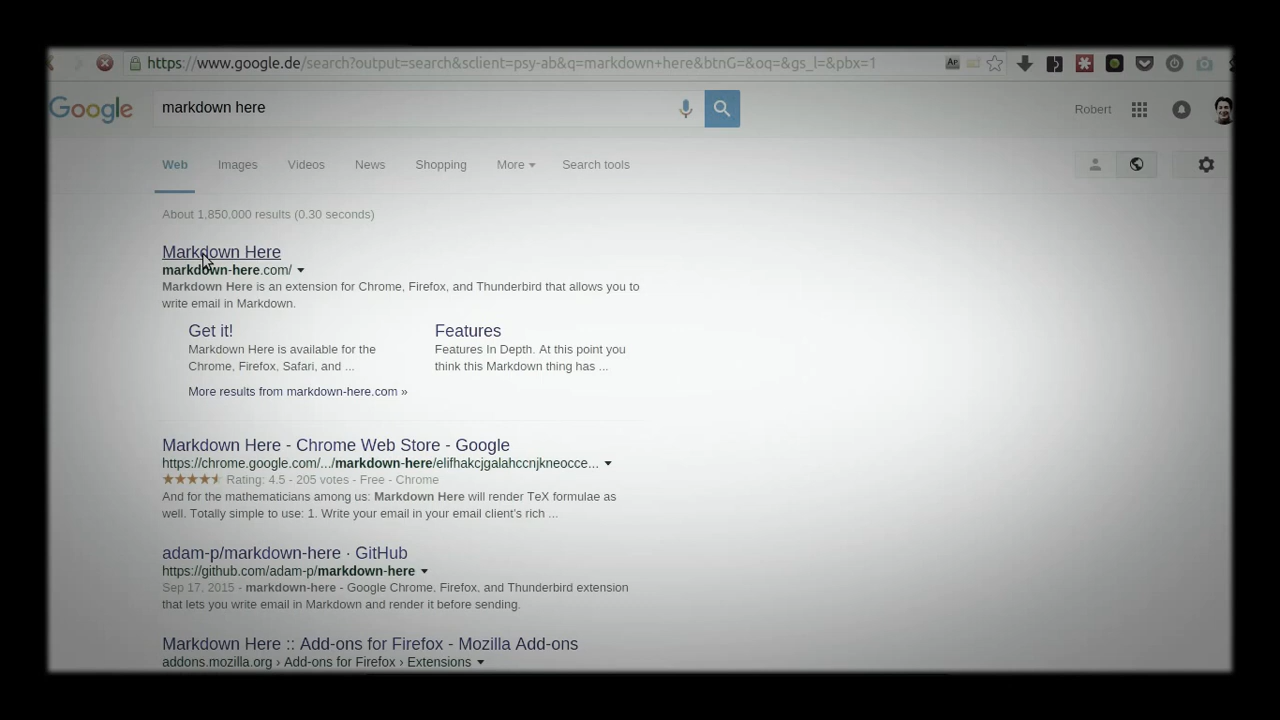 https://www.google.de/search?output=search&sclient=psy-ab&q=markdown+here&btnG=&oq=&gs_l=&pbx=1
Google
markdown here
Robert
Web
Images
Videos
News
Shopping
More
Search tools
About 1,850,000 results (0.30 seconds)
Markdown Here
markdown-here.com/
Markdown Here is an extension for Chrome, Firefox, and Thunderbird that allows you to
write email in Markdown.
Get it!
Markdown Here is available for the
Chrome, Firefox, Safari, and ...
Features
Features In Depth. At this point you
think this Markdown thing has ...
More results from markdown-here.com »
Markdown Here - Chrome Web Store - Google
https://chrome.google.com/.../markdown-here/elifhakcjgalahccnjkneocce...
Rating: 4.5 - 205 votes - Free - Chrome
And for the mathematicians among us: Markdown Here will render TeX formulae as
well. Totally simple to use: 1. Write your email in your email client's rich ...
adam-p/markdown-here · GitHub
https://github.com/adam-p/markdown-here
Sep 17, 2015 - markdown-here - Google Chrome, Firefox, and Thunderbird extension
that lets you write email in Markdown and render it before sending.
Markdown Here :: Add-ons for Firefox - Mozilla Add-ons
addons.mozilla.org › Add-ons for Firefox › Extensions